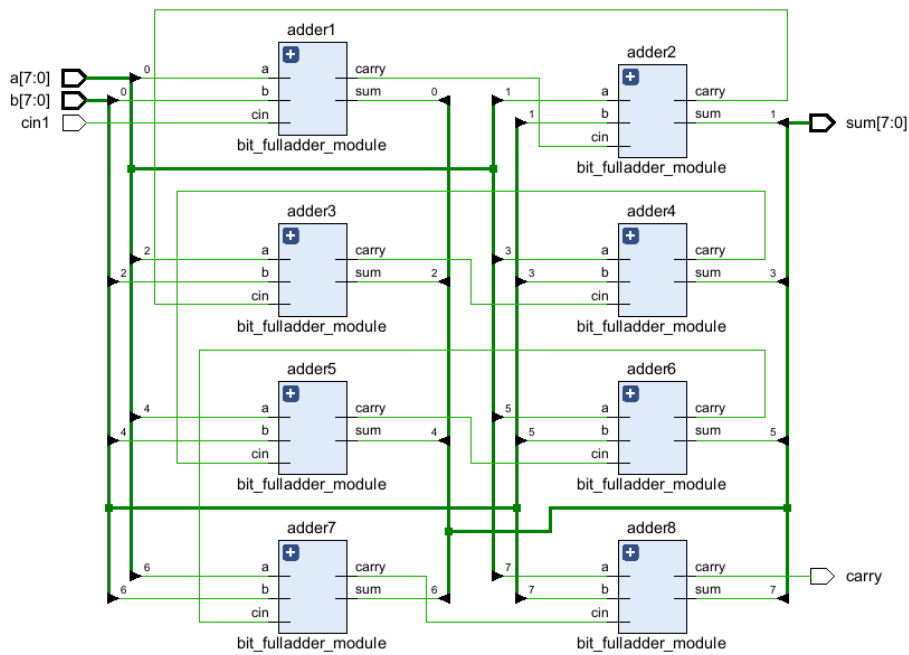 adder1
adder2
a[7:0]
0
a
carry
b[7:0]
0
b
sum
0
1
a
carry
cin1
cin
1
b
sum
1
sum[7:0]
cin
bit_fulladder_module
bit_fulladder_module
adder3
adder4
2
a
carry
3
a
carry
2
b
sum
2
3
b
sum
3
cin
cin
bit_fulladder_module
bit_fulladder_module
adder5
adder6
4
a
carry
5
a
carry
4
b
sum
4
5
b
sum
5
cin
cin
bit_fulladder_module
bit_fulladder_module
adder7
adder8
6
a
carry
7
a
carry
carry
6
b
sum
6
7
b
sum
7
cin
cin
bit_fulladder_module
bit_fulladder_module